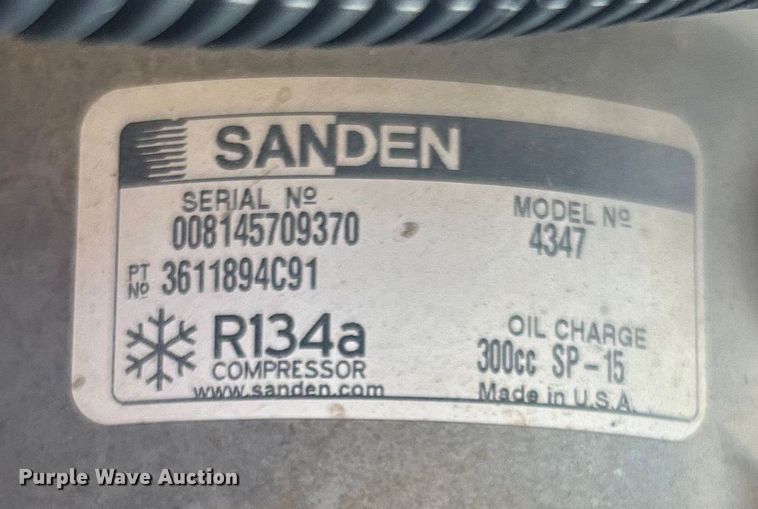 SANDEN
SERIAL Nº
008145709370
MODEL Nº
4347
PT Nº 3611894C91
R134a
COMPRESSOR
www.sanden.com
OIL CHARGE
300cc SP-15
Made in U.S.A.
Purple Wave Auction